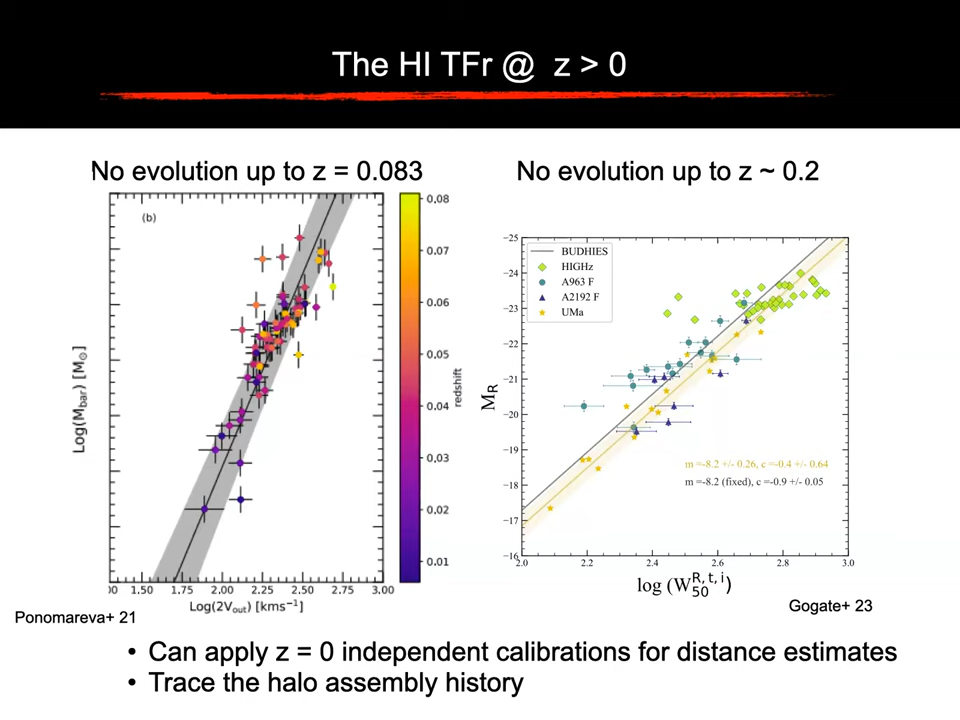 The HI TFr @ z > 0
No evolution up to z = 0.083
No evolution up to z ~ 0.2
(b)
Log(M_bar) [M_⊙]
1.50 1.75 2.00 2.25 2.50 2.75 3.00
Log(2V_out) [kms⁻¹]
0.08
0.07
0.06
0.05
0.04
0.03
0.02
0.01
redshift
Ponomareva+ 21
−25
−24
−23
−22
−21
−20
−19
−18
−17
−16
M_R
BUDHIES
HIGHz
A963 F
A2192 F
UMa
m =-8.2 +/- 0.26, c =-0.4 +/- 0.64
m =-8.2 (fixed), c =-0.9 +/- 0.05
2.0 2.2 2.4 2.6 2.8 3.0
log (W_50^R, t, i)
Gogate+ 23
• Can apply z = 0 independent calibrations for distance estimates
• Trace the halo assembly history